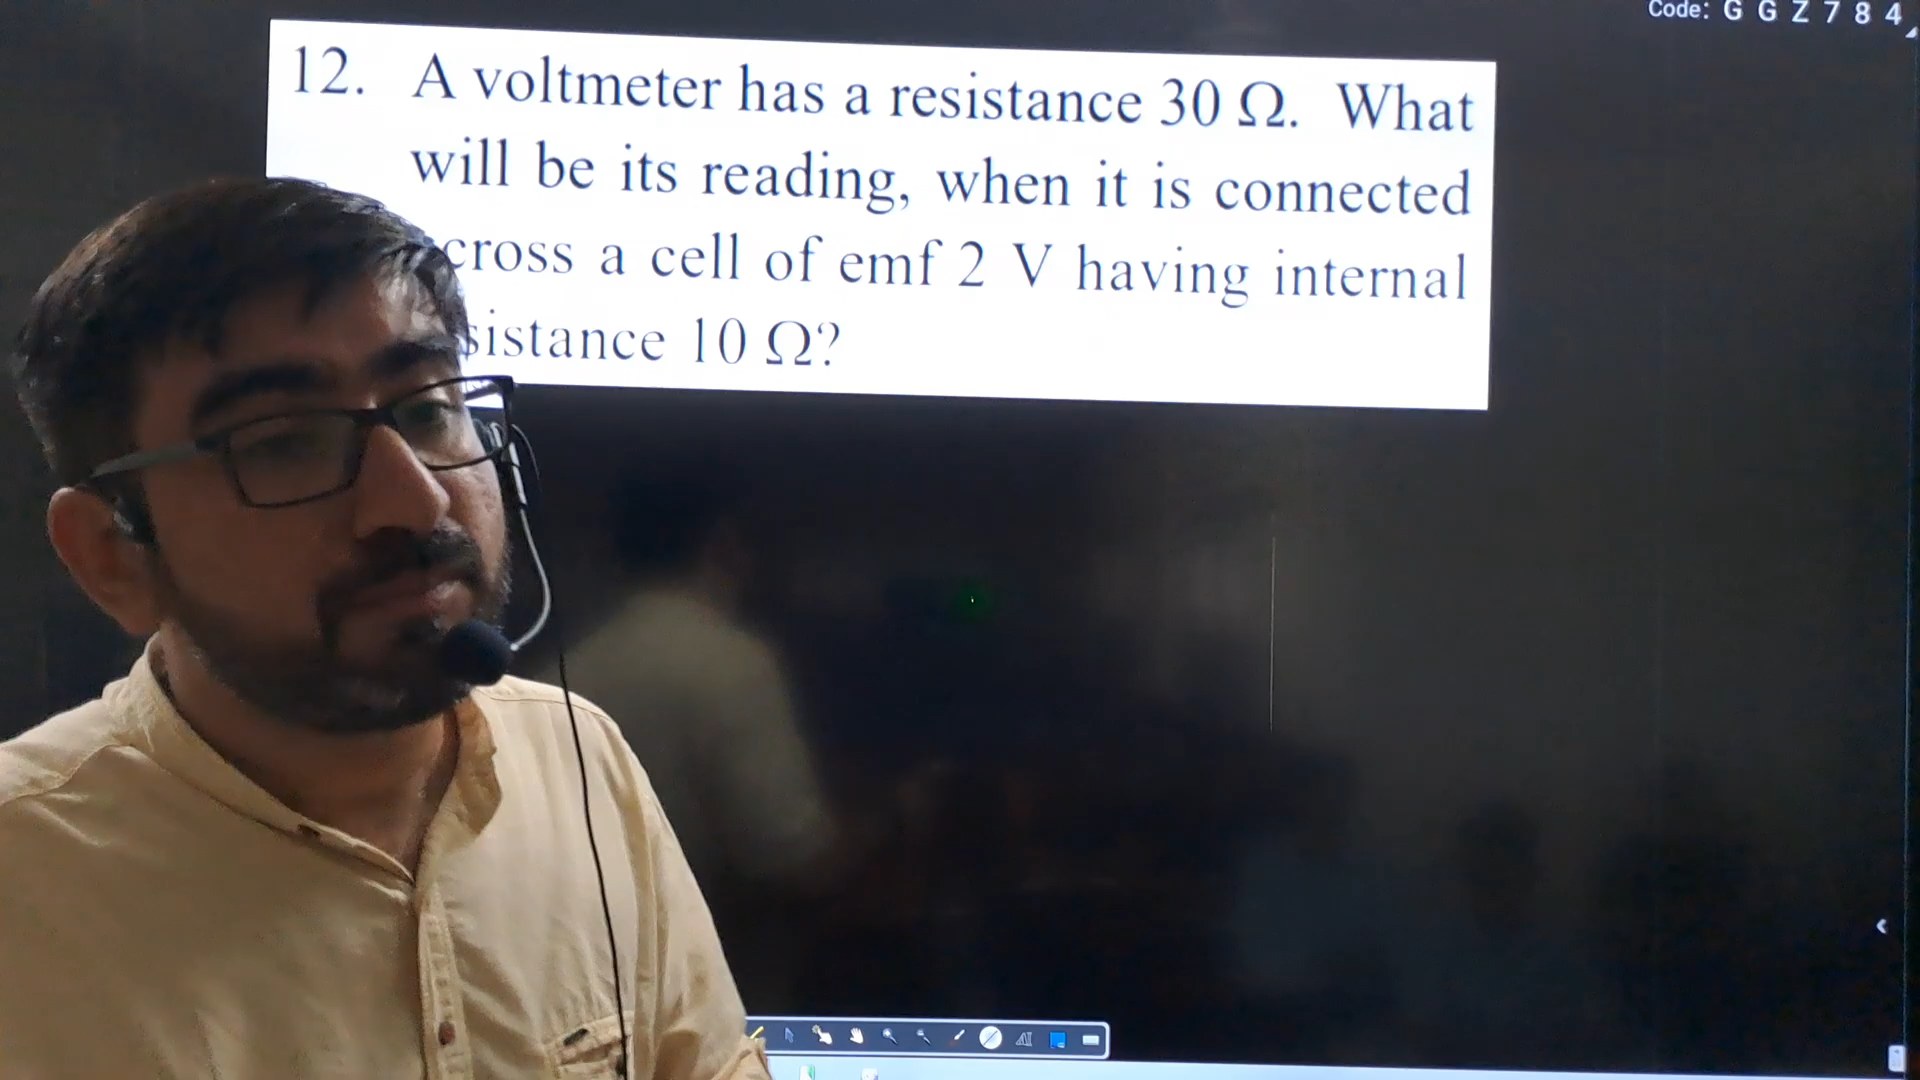 Code: G G Z 7 8 4
12. A voltmeter has a resistance 30 Ω. What
will be its reading, when it is connected
cross a cell of emf 2 V having internal
sistance 10 Ω?